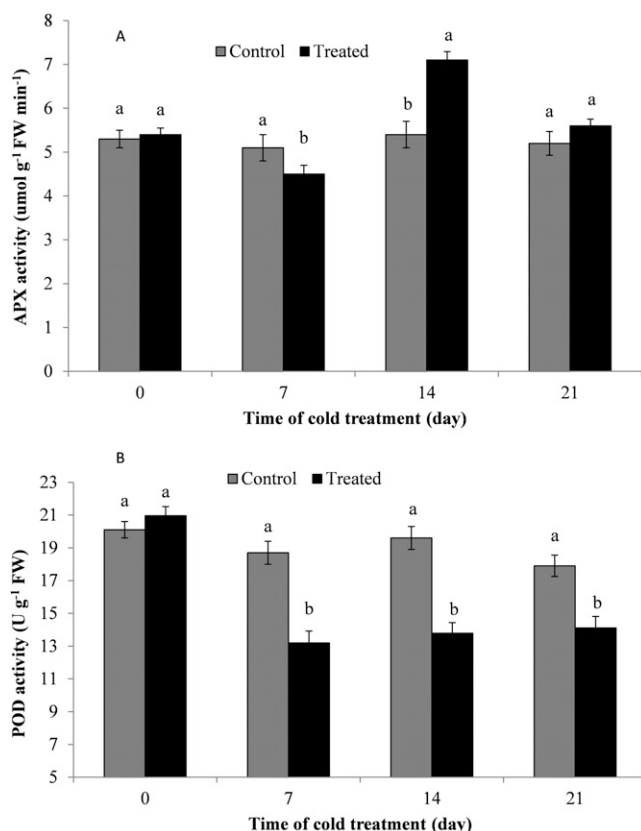 A
Control Treated
APX activity (umol g⁻¹ FW min⁻¹)
8
7
6
5
4
3
2
1
0
a a a b b a a a
0 7 14 21
Time of cold treatment (day)
B
Control Treated
POD activity (U g⁻¹ FW)
23
21
19
17
15
13
11
9
7
5
a a a b a b a b
0 7 14 21
Time of cold treatment (day)